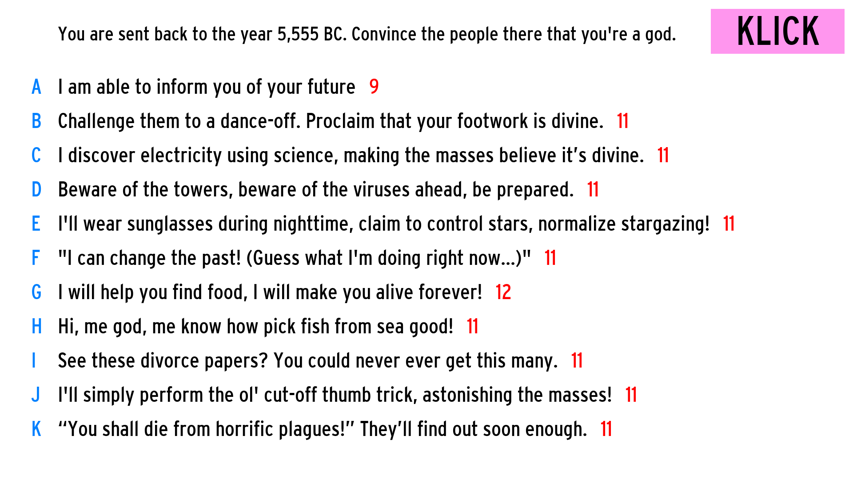 You are sent back to the year 5,555 BC. Convince the people there that you're a god.
KLICK
A I am able to inform you of your future 9
B Challenge them to a dance-off. Proclaim that your footwork is divine. 11
C I discover electricity using science, making the masses believe it’s divine. 11
D Beware of the towers, beware of the viruses ahead, be prepared. 11
E I'll wear sunglasses during nighttime, claim to control stars, normalize stargazing! 11
F "I can change the past! (Guess what I'm doing right now...)" 11
G I will help you find food, I will make you alive forever! 12
H Hi, me god, me know how pick fish from sea good! 11
I See these divorce papers? You could never ever get this many. 11
J I'll simply perform the ol' cut-off thumb trick, astonishing the masses! 11
K “You shall die from horrific plagues!” They’ll find out soon enough. 11